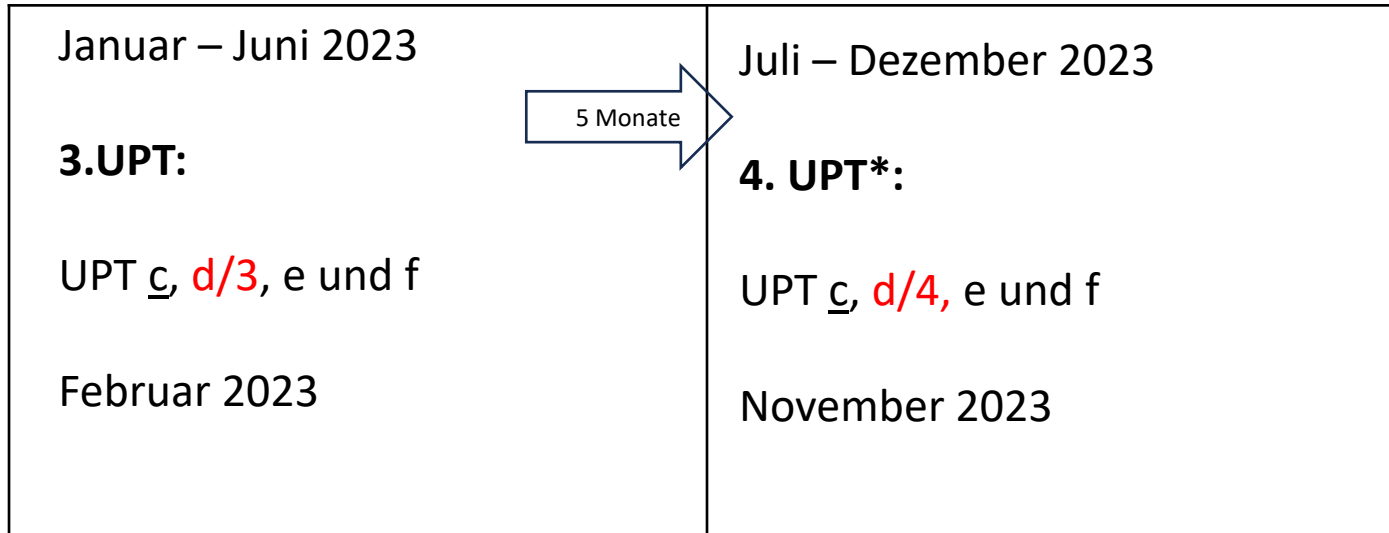 Januar – Juni 2023
3.UPT:
UPT c, d/3, e und f
Februar 2023
5 Monate
Juli – Dezember 2023
4. UPT*:
UPT c, d/4, e und f
November 2023